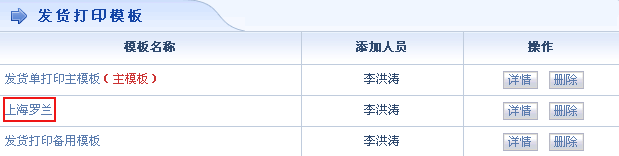 发货打印模板
模板名称 添加人员 操作
发货单打印主模板（主模板） 李洪涛 详情 删除
上海罗兰 李洪涛 详情 删除
发货打印备用模板 李洪涛 详情 删除